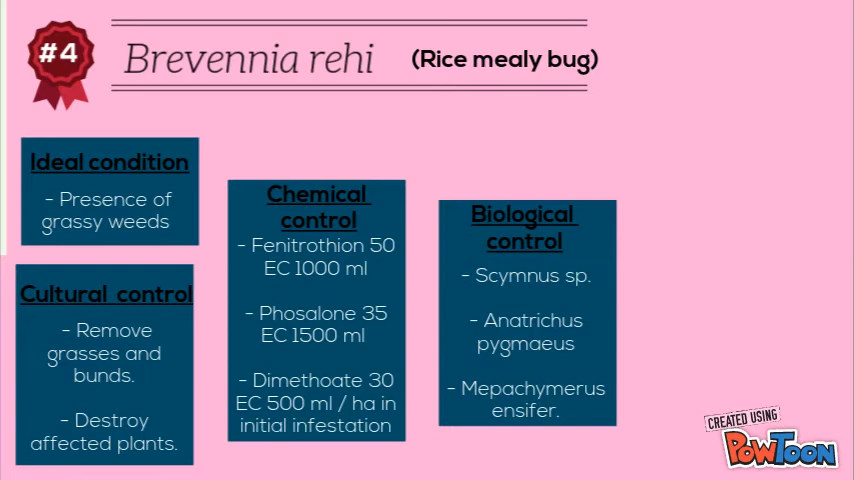 #4
Brevennia rehi (Rice mealy bug)
Ideal condition
- Presence of
grassy weeds
Cultural control
- Remove
grasses and
bunds.
- Destroy
affected plants.
Chemical
control
- Fenitrothion 50
EC 1000 ml
- Phosalone 35
EC 1500 ml
- Dimethoate 30
EC 500 ml / ha in
initial infestation
Biological
control
- Scymnus sp.
- Anatrichus
pygmaeus
- Mepachymerus
ensifer.
CREATED USING
POWTOON